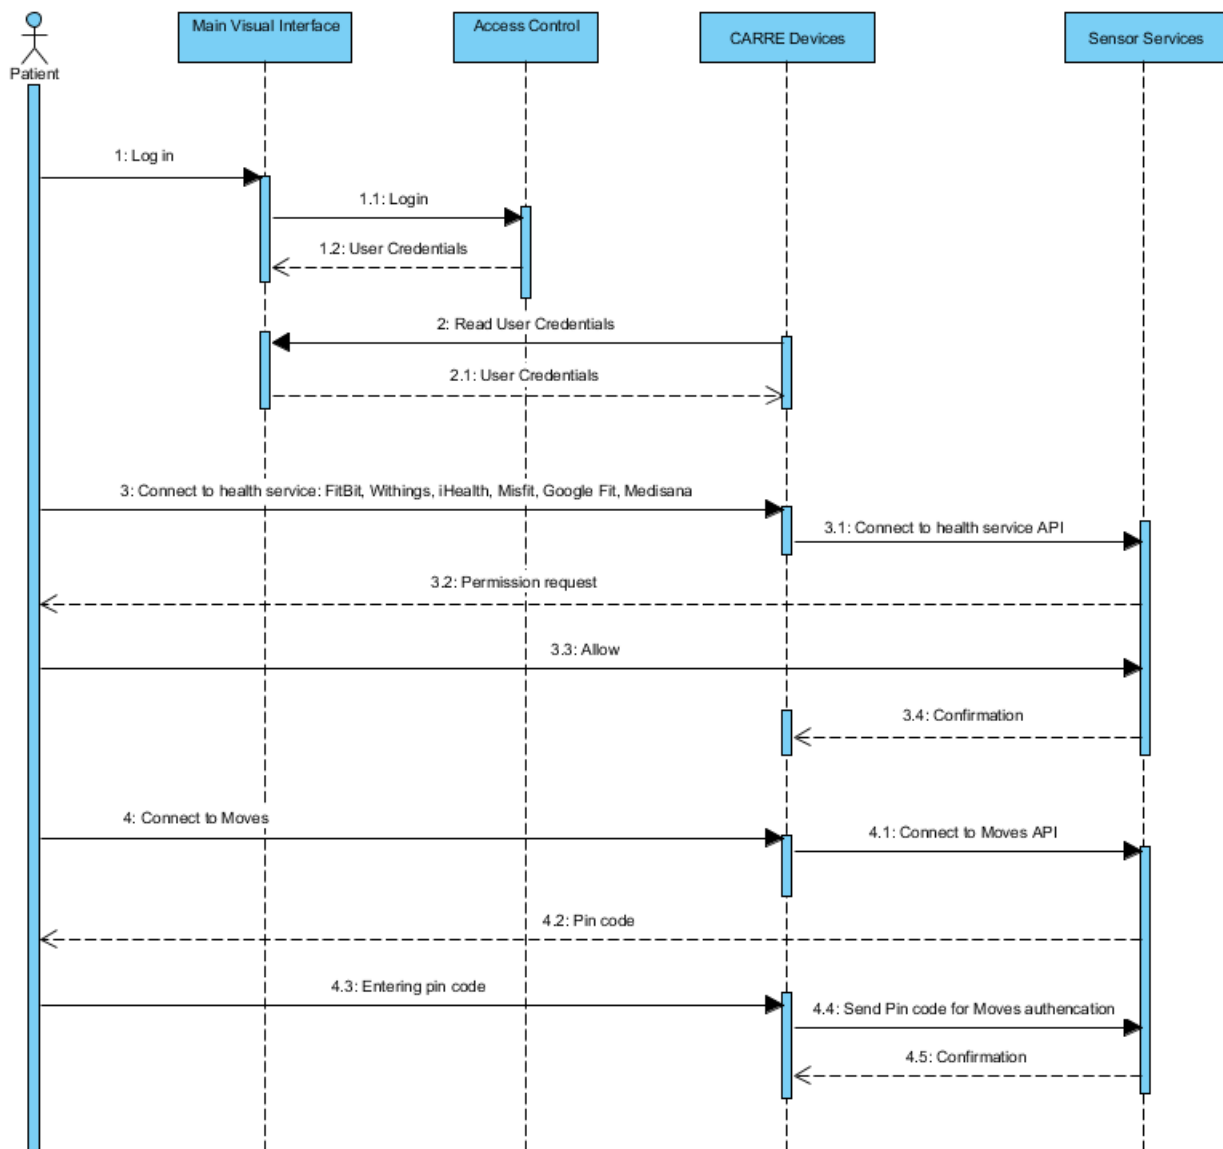 Main Visual Interface
Access Control
CARRE Devices
Sensor Services
Patient
1: Log in
1.1: Login
1.2: User Credentials
2: Read User Credentials
2.1: User Credentials
3: Connect to health service: FitBit, Withings, iHealth, Misfit, Google Fit, Medisana
3.1: Connect to health service API
3.2: Permission request
3.3: Allow
3.4: Confirmation
4: Connect to Moves
4.1: Connect to Moves API
4.2: Pin code
4.3: Entering pin code
4.4: Send Pin code for Moves authencation
4.5: Confirmation